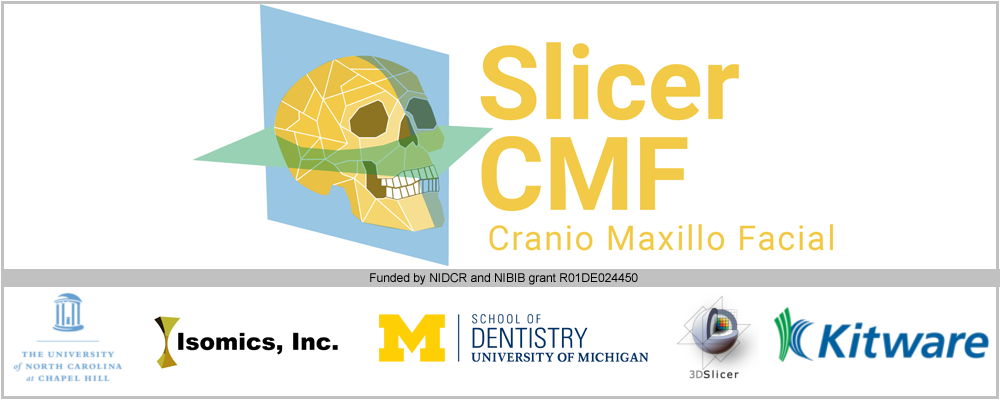 Slicer
CMF
Cranio Maxillo Facial
Funded by NIDCR and NIBIB grant R01DE024450
THE UNIVERSITY
of NORTH CAROLINA
at CHAPEL HILL
Isomics, Inc.
M
SCHOOL OF
DENTISTRY
UNIVERSITY OF MICHIGAN
3DSlicer
Kitware